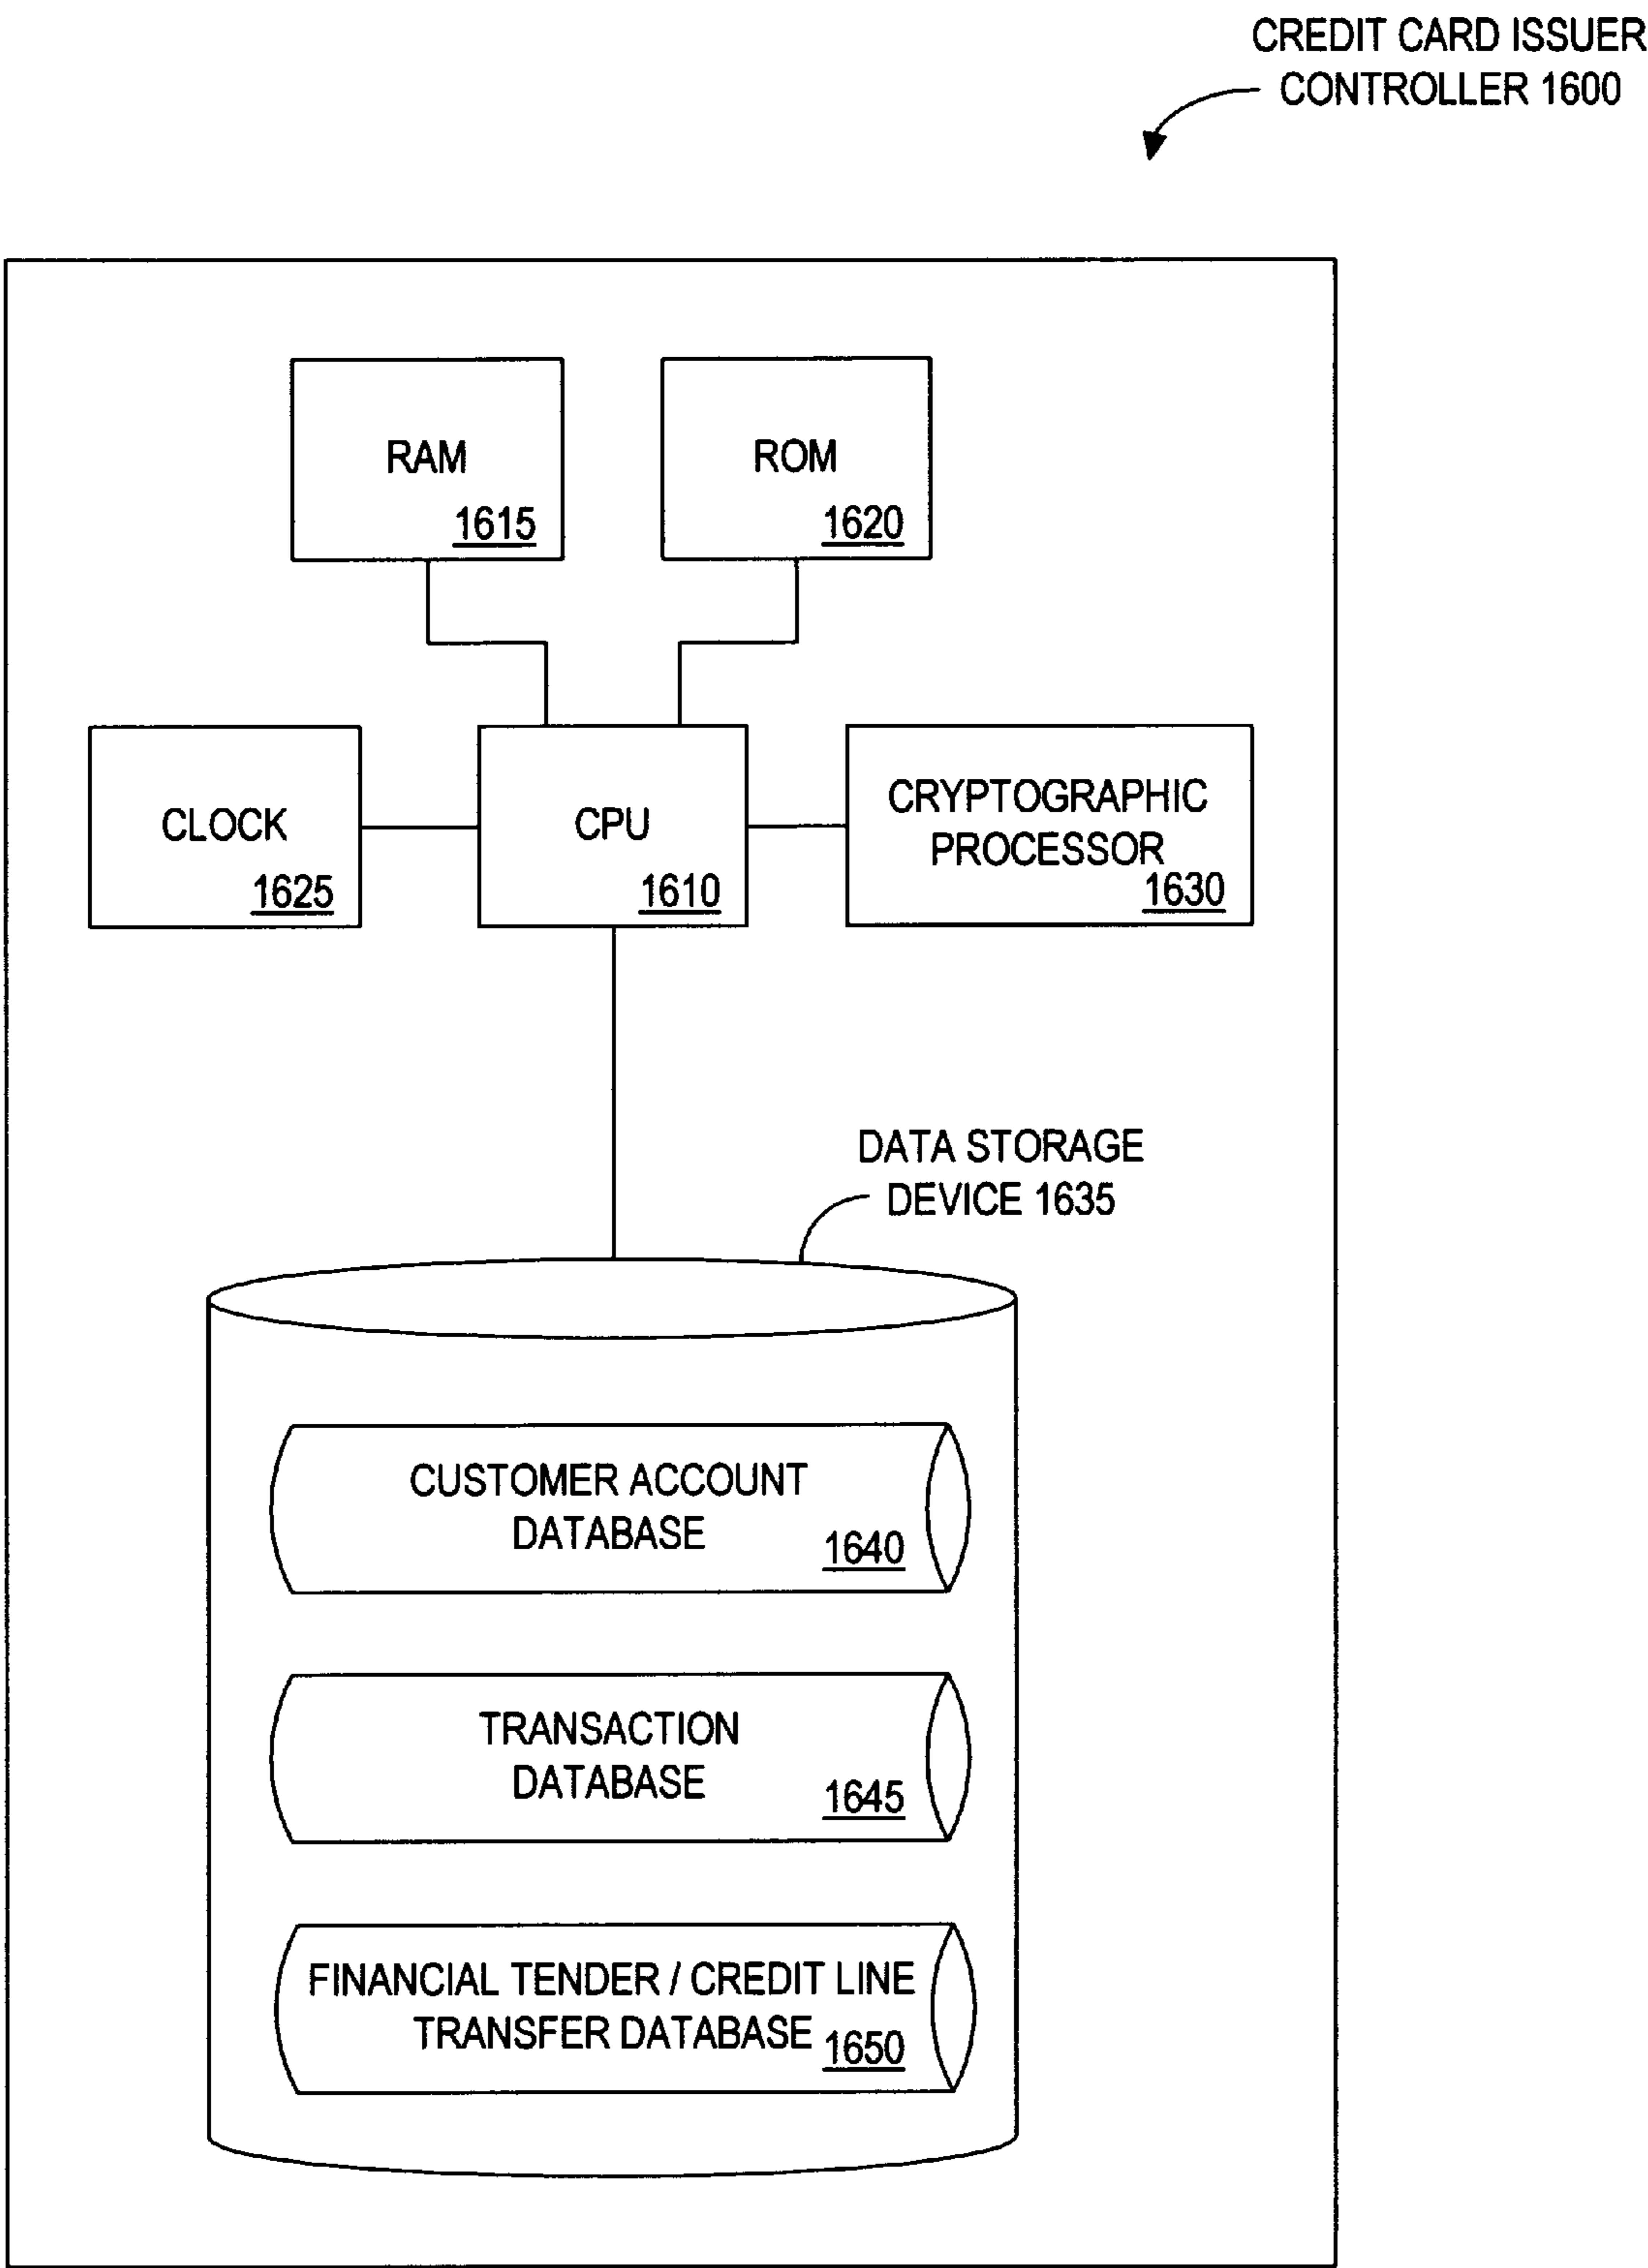 CREDIT CARD ISSUER
CONTROLLER 1600
RAM
1615
ROM
1620
CLOCK
1625
CPU
1610
CRYPTOGRAPHIC
PROCESSOR
1630
DATA STORAGE
DEVICE 1635
CUSTOMER ACCOUNT
DATABASE
1640
TRANSACTION
DATABASE
1645
FINANCIAL TENDER / CREDIT LINE
TRANSFER DATABASE 1650